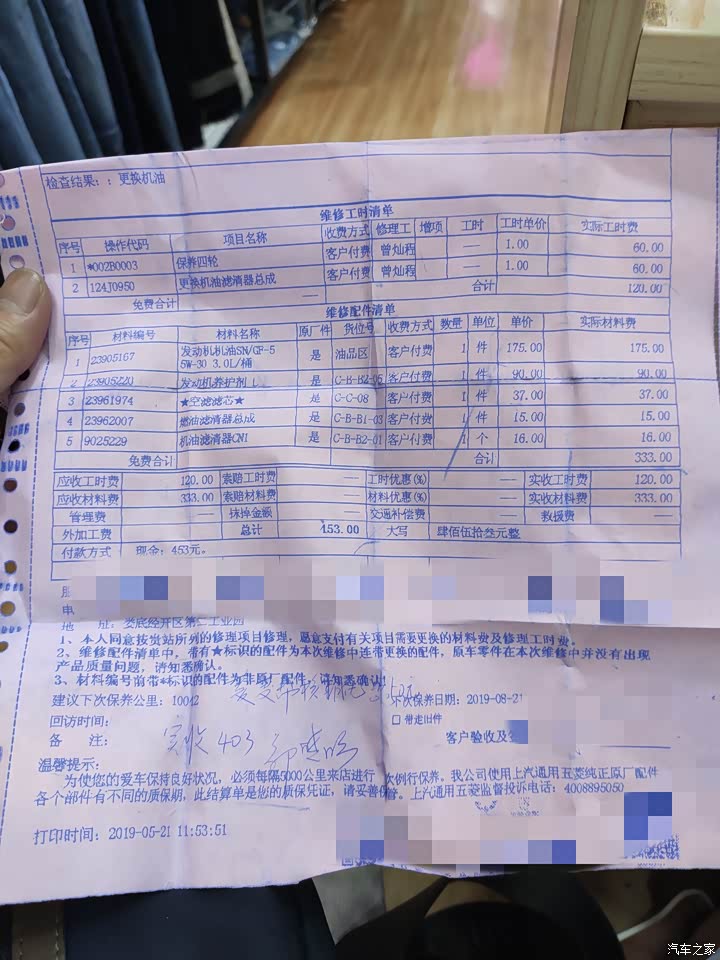 检查结果：：更换机油
维修工时清单
序号 操作代码 项目名称 收费方式 修理工 增项 工时 工时单价 实际工时费
1 *002B0003 保养四轮 客户付费 曾灿程 — 1.00 60.00
2 124J0950 更换机油滤清器总成 客户付费 曾灿程 — 1.00 60.00
免费合计 — 合计 120.00
维修配件清单
序号 材料编号 材料名称 原厂件 货位号 收费方式 数量 单位 单价 实际材料费
1 23905167 发动机机油SN/GF-5 5W-30 3.0L/桶 是 油品区 客户付费 1 件 175.00 175.00
2 23905220 发动机养护剂 是 C-B-B2-05 客户付费 1 件 90.00 90.00
3 23961974 ★空滤滤芯★ 是 C-C-08 客户付费 1 件 37.00 37.00
4 23962007 燃油滤清器总成 是 C-B-B1-03 客户付费 1 件 15.00 15.00
5 9025229 机油滤清器CN1 是 C-B-B2-01 客户付费 1 个 16.00 16.00
免费合计 合计 333.00
应收工时费 120.00 索赔工时费 — 工时优惠(%) — 实收工时费 120.00
应收材料费 333.00 索赔材料费 — 材料优惠(%) — 实收材料费 333.00
管理费 — 抹掉金额 — 交通补偿费 — 救援费 —
外加工费 总计 453.00 大写 肆佰伍拾叁元整
付款方式 现金：453元。
电
地 址：娄底经开区第二工业园
1、本人同意按货站所列的修理项目修理，愿意支付有关项目需要更换的材料费及修理工时费。
2、维修配件清单中，带有★标识的配件为本次维修中连带更换的配件，原车零件在本次维修中并没有出现
产品质量问题，请知悉确认。
3、材料编号前带*标识的配件为非原厂配件，请知悉确认!
建议下次保养公里：10042 次保养日期：2019-08-21
回访时间： □ 带走旧件
备 注： 实收403 客户验收及
温馨提示：
为使您的爱车保持良好状况，必须每隔5000公里来店进行 次例行保养。我公司使用上汽通用五菱纯正原厂配件
各个部件有不同的质保期，此结算单是您的质保凭证，请妥善保管。上汽通用五菱监督投诉电话：4008895050
打印时间：2019-05-21 11:53:51
汽车之家